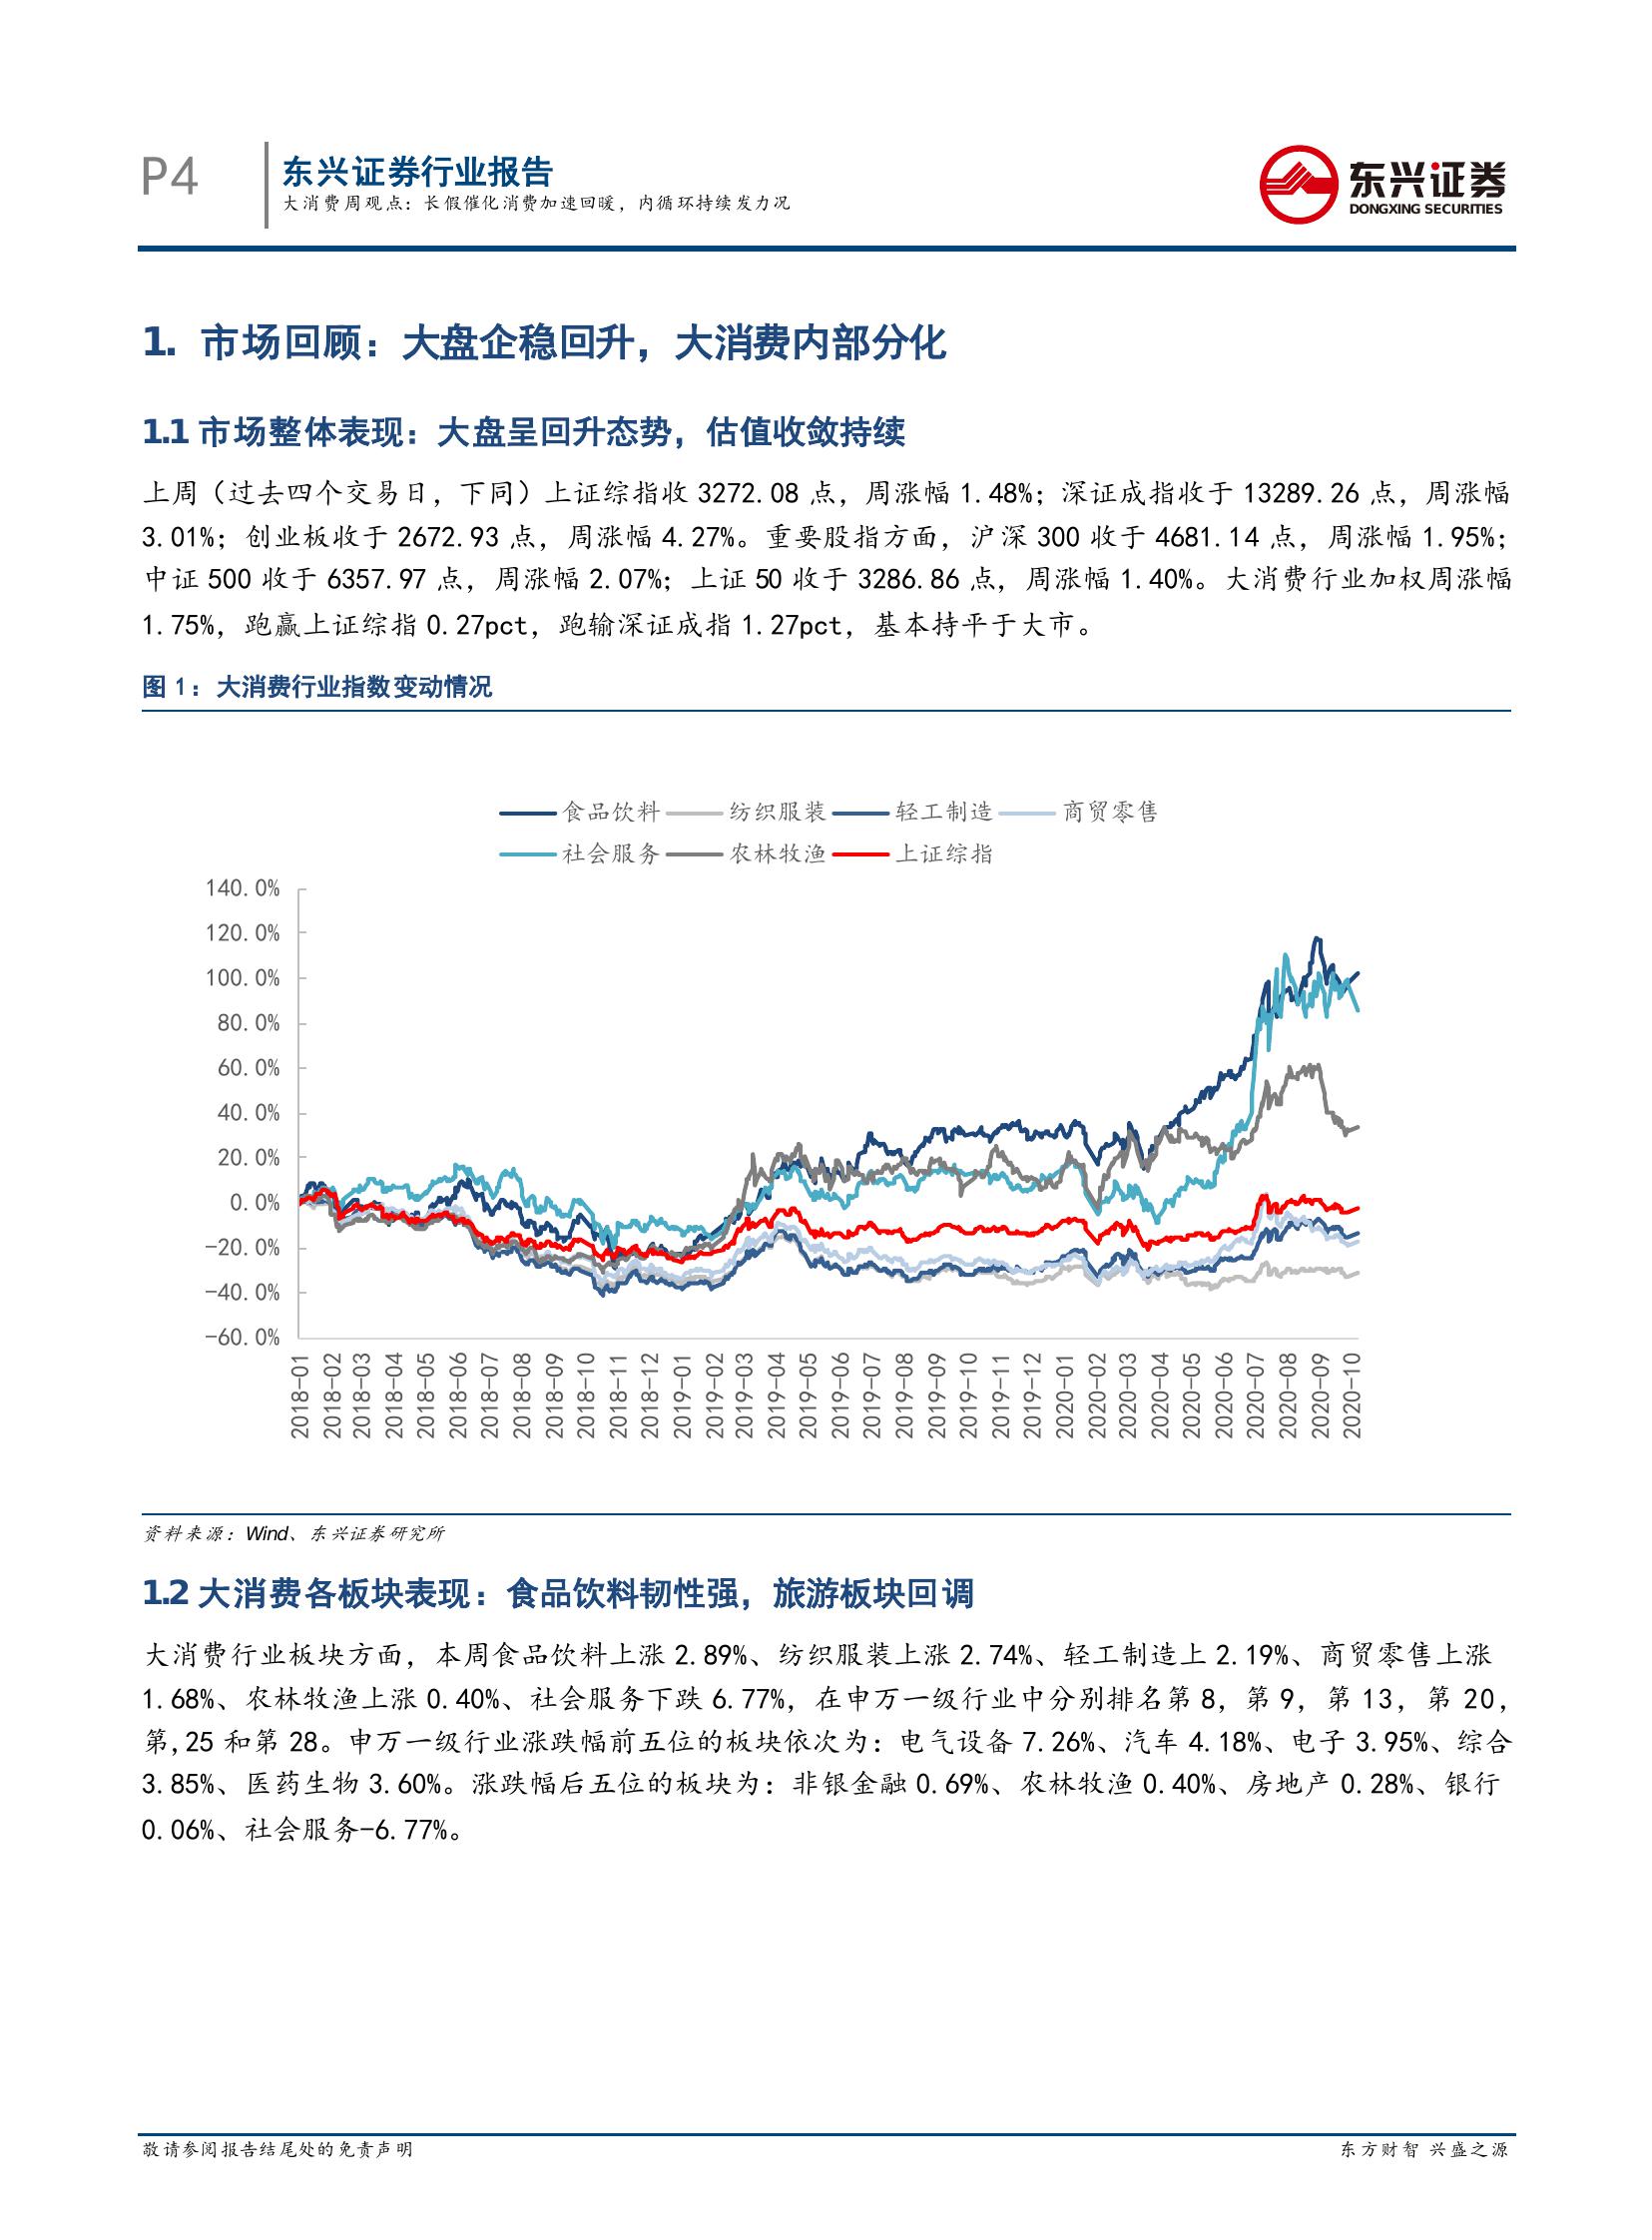 P4
东兴证券行业报告
大消费周观点：长假催化消费加速回暖，内循环持续发力况
东兴证券
DONGXING SECURITIES
1. 市场回顾：大盘企稳回升，大消费内部分化
1.1 市场整体表现：大盘呈回升态势，估值收敛持续
上周（过去四个交易日，下同）上证综指收 3272.08 点，周涨幅 1.48%；深证成指收于 13289.26 点，周涨幅
3.01%；创业板收于 2672.93 点，周涨幅 4.27%。重要股指方面，沪深 300 收于 4681.14 点，周涨幅 1.95%；
中证 500 收于 6357.97 点，周涨幅 2.07%；上证 50 收于 3286.86 点，周涨幅 1.40%。大消费行业加权周涨幅
1.75%，跑赢上证综指 0.27pct，跑输深证成指 1.27pct，基本持平于大市。
图 1：大消费行业指数变动情况
食品饮料 纺织服装 轻工制造 商贸零售
社会服务 农林牧渔 上证综指
140.0%
120.0%
100.0%
80.0%
60.0%
40.0%
20.0%
0.0%
-20.0%
-40.0%
-60.0%
2018-01 2018-02 2018-03 2018-04 2018-05 2018-06 2018-07 2018-08 2018-09 2018-10 2018-11 2018-12 2019-01 2019-02 2019-03 2019-04 2019-05 2019-06 2019-07 2019-08 2019-09 2019-10 2019-11 2019-12 2020-01 2020-02 2020-03 2020-04 2020-05 2020-06 2020-07 2020-08 2020-09 2020-10
资料来源：Wind、东兴证券研究所
1.2 大消费各板块表现：食品饮料韧性强，旅游板块回调
大消费行业板块方面，本周食品饮料上涨 2.89%、纺织服装上涨 2.74%、轻工制造上 2.19%、商贸零售上涨
1.68%、农林牧渔上涨 0.40%、社会服务下跌 6.77%，在申万一级行业中分别排名第 8，第 9，第 13，第 20，
第,25 和第 28。申万一级行业涨跌幅前五位的板块依次为：电气设备 7.26%、汽车 4.18%、电子 3.95%、综合
3.85%、医药生物 3.60%。涨跌幅后五位的板块为：非银金融 0.69%、农林牧渔 0.40%、房地产 0.28%、银行
0.06%、社会服务-6.77%。
敬请参阅报告结尾处的免责声明
东方财智 兴盛之源